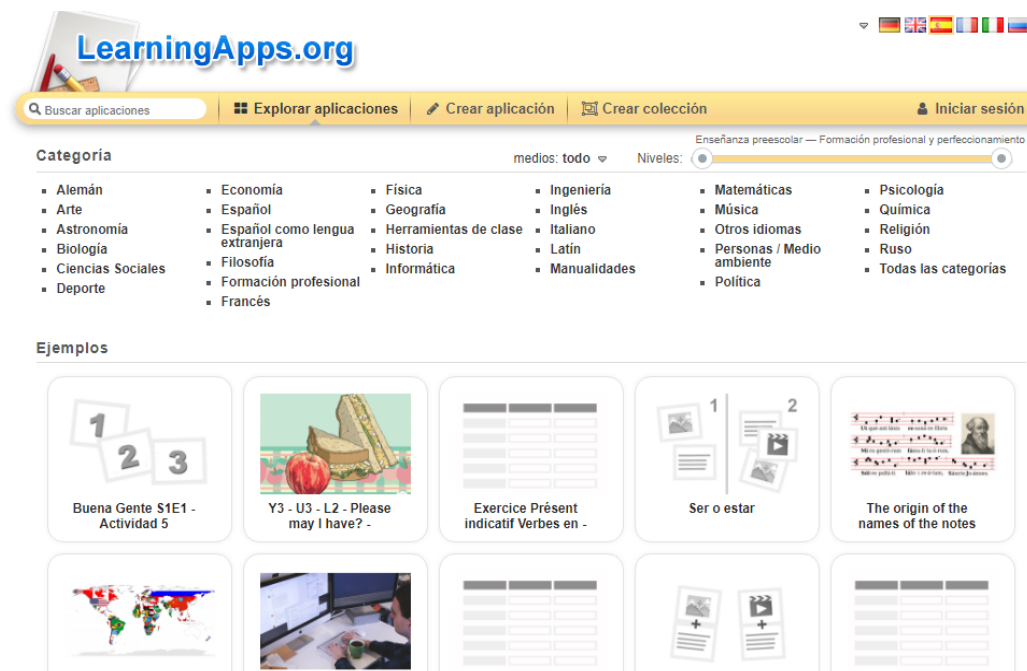 LearningApps.org
Buscar aplicaciones
Explorar aplicaciones
Crear aplicación
Crear colección
Iniciar sesión
Enseñanza preescolar — Formación profesional y perfeccionamiento
Categoría
medios: todo
Niveles:
Alemán
Arte
Astronomía
Biología
Ciencias Sociales
Deporte
Economía
Español
Español como lengua
extranjera
Filosofía
Formación profesional
Francés
Física
Geografía
Herramientas de clase
Historia
Informática
Ingeniería
Inglés
Italiano
Latín
Manualidades
Matemáticas
Música
Otros idiomas
Personas / Medio
ambiente
Política
Psicología
Química
Religión
Ruso
Todas las categorías
Ejemplos
1
2
3
Buena Gente S1E1 -
Actividad 5
Y3 - U3 - L2 - Please
may I have? -
Exercice Présent
indicatif Verbes en -
1
2
Ser o estar
The origin of the
names of the notes